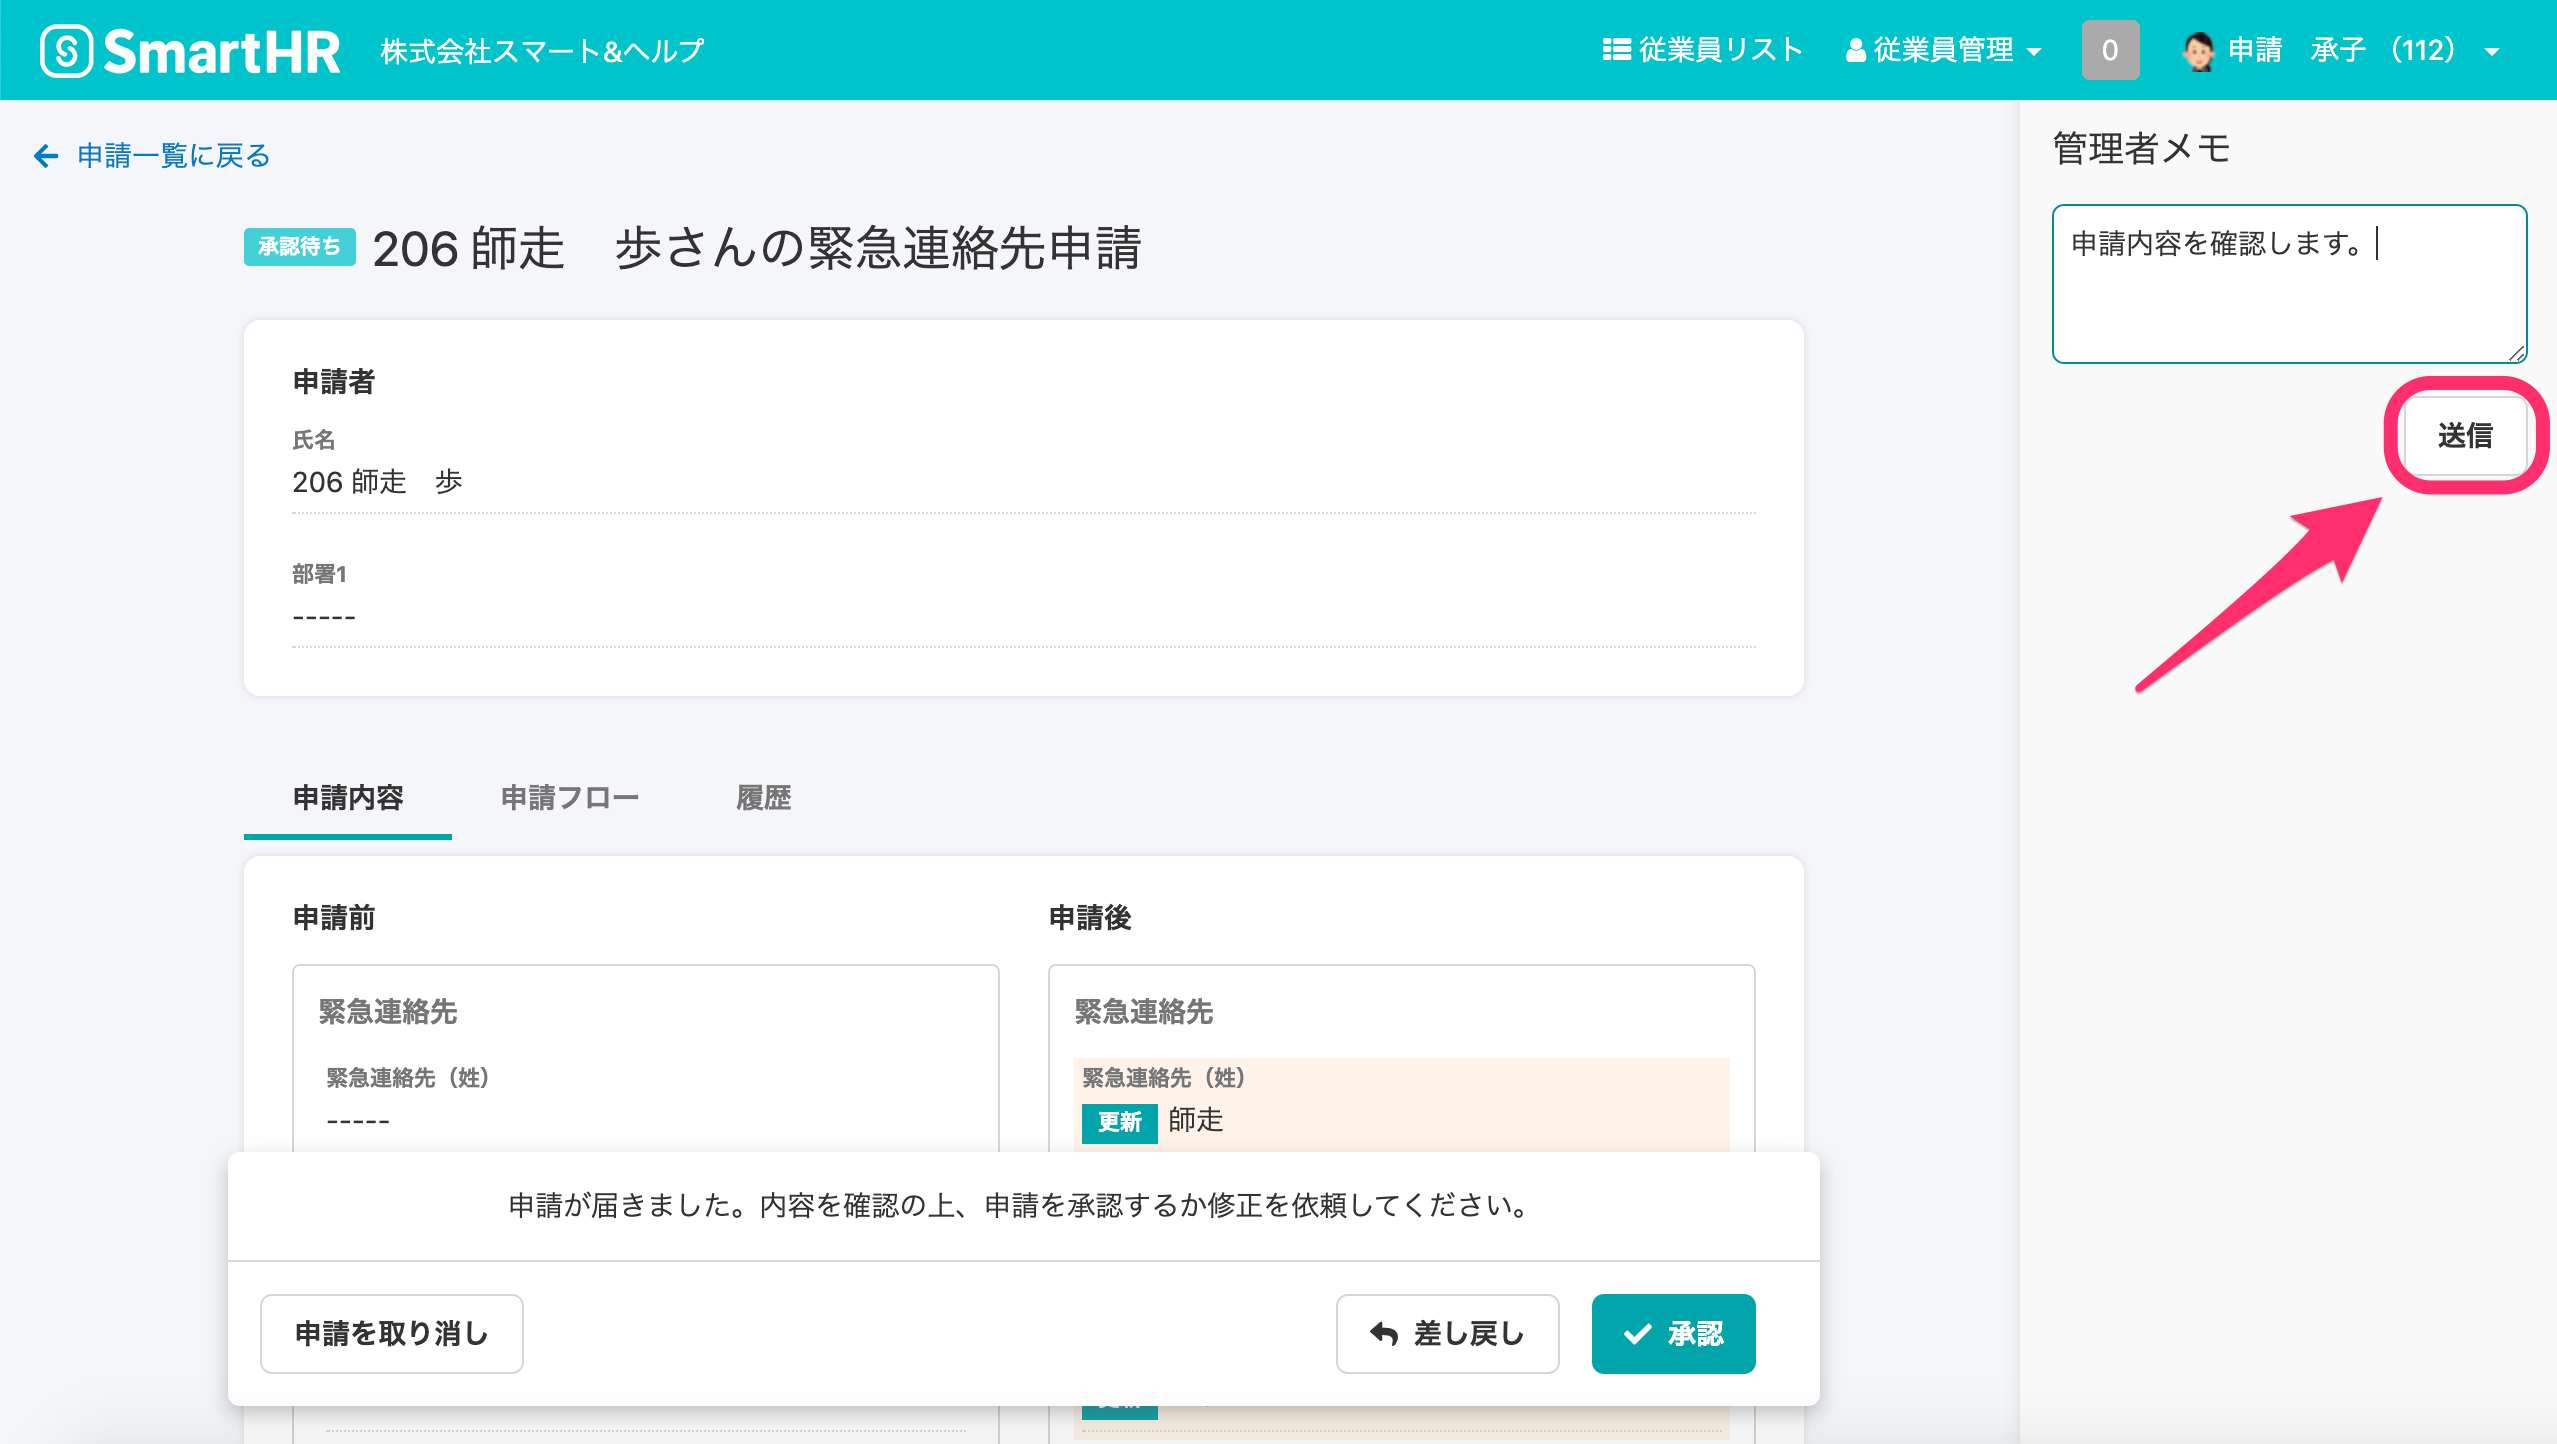 SmartHR 株式会社スマート&ヘルプ 従業員リスト 従業員管理 0 申請　承子 （112）
申請一覧に戻る
管理者メモ
承認待ち 206 師走　歩さんの緊急連絡先申請
申請内容を確認します。
送信
申請者
氏名
206 師走　歩
部署1
-----
申請内容 申請フロー 履歴
申請前 申請後
緊急連絡先 緊急連絡先
緊急連絡先（姓） 緊急連絡先（姓）
----- 更新 師走
申請が届きました。内容を確認の上、申請を承認するか修正を依頼してください。
申請を取り消し 差し戻し 承認